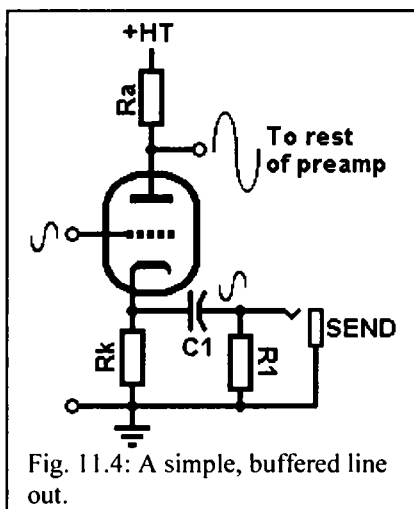 +HT
Ra
To rest
of preamp
SEND
C1
Rk
R1
Fig. 11.4: A simple, buffered line
out.